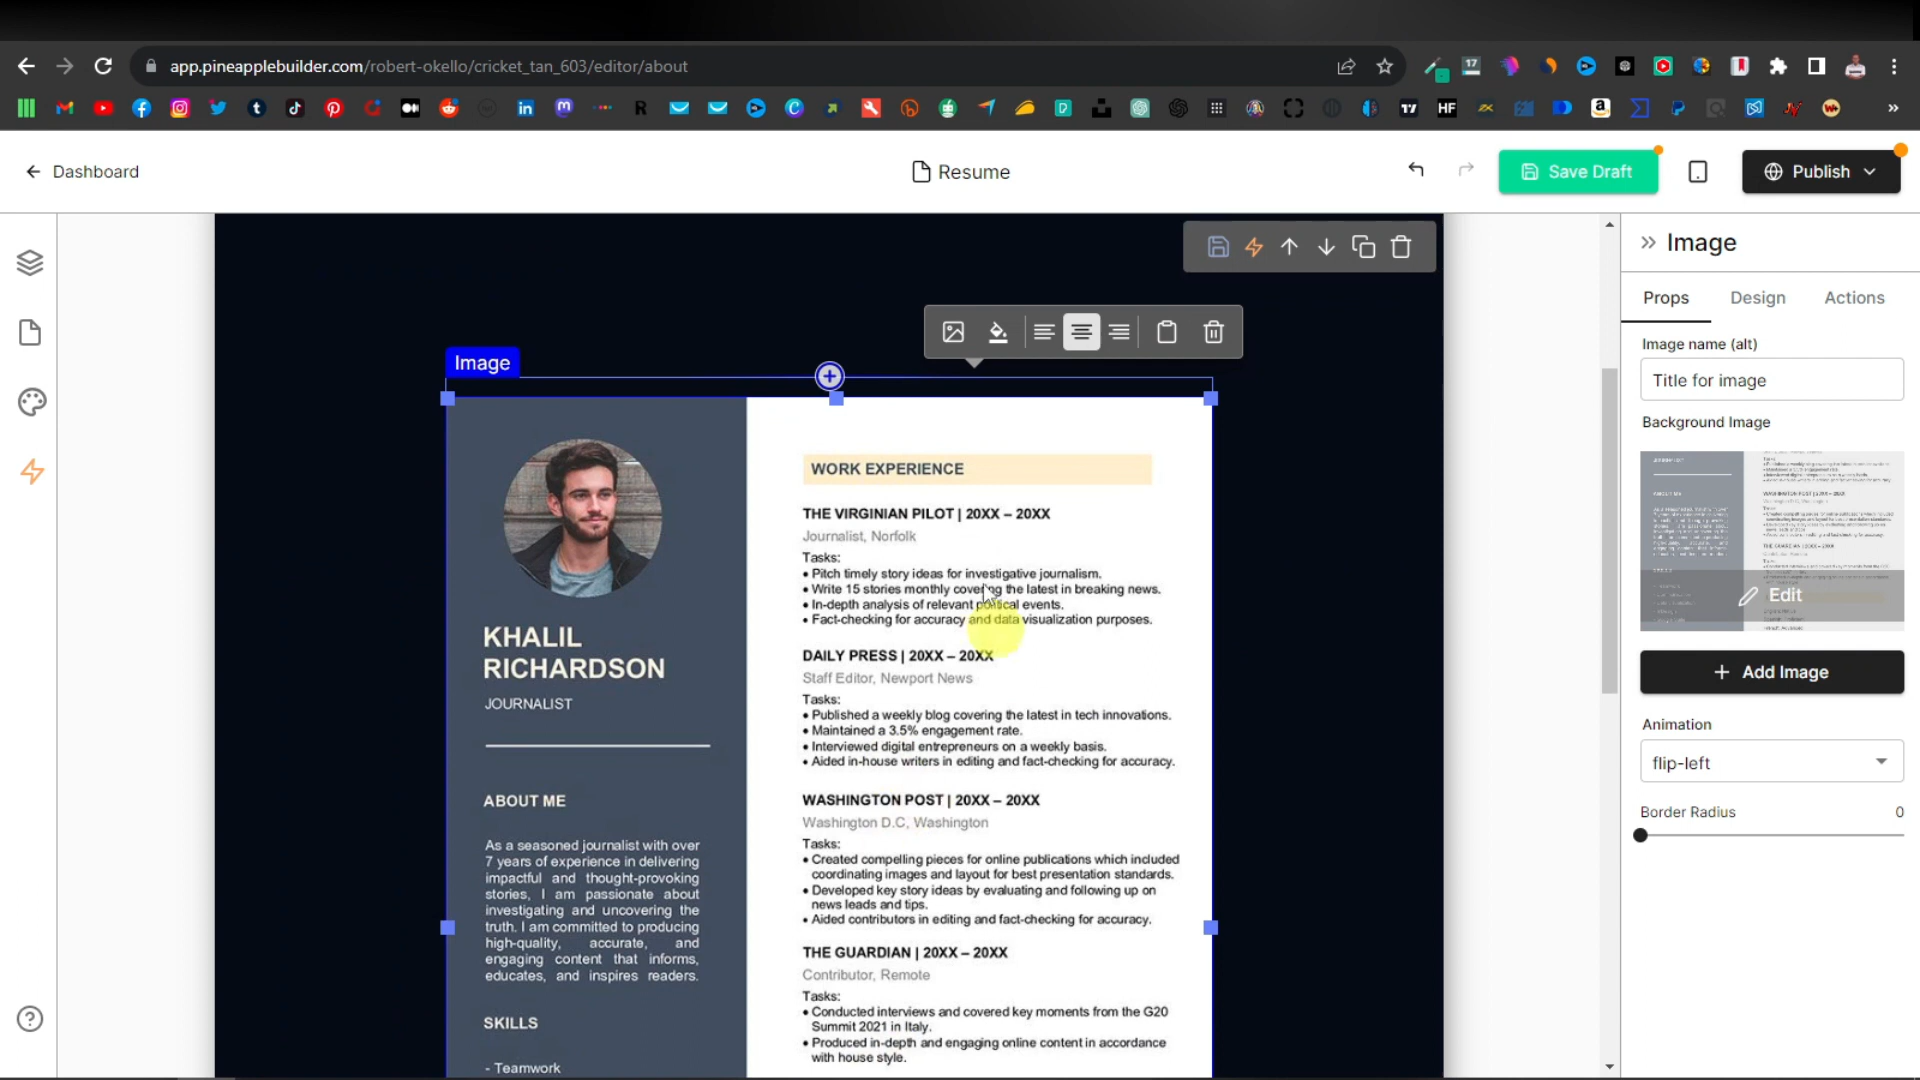 app.pineapplebuilder.com/robert-okello/cricket_tan_603/editor/about
Dashboard
Resume
Save Draft
Publish
Image
Props
Design
Actions
Image name (alt)
Title for image
Background Image
Edit
+ Add Image
Animation
flip-left
Border Radius
0
Image
KHALIL
RICHARDSON
JOURNALIST
ABOUT ME
As a seasoned journalist with over
7 years of experience in delivering
impactful and thought-provoking
stories, I am passionate about
investigating and uncovering the
truth. I am committed to producing
high-quality, accurate, and
engaging content that informs,
educates, and inspires readers.
SKILLS
- Teamwork
WORK EXPERIENCE
THE VIRGINIAN PILOT | 20XX – 20XX
Journalist, Norfolk
Tasks:
• Pitch timely story ideas for investigative journalism.
• Write 15 stories monthly covering the latest in breaking news.
• In-depth analysis of relevant political events.
• Fact-checking for accuracy and data visualization purposes.
DAILY PRESS | 20XX – 20XX
Staff Editor, Newport News
Tasks:
• Published a weekly blog covering the latest in tech innovations.
• Maintained a 3.5% engagement rate.
• Interviewed digital entrepreneurs on a weekly basis.
• Aided in-house writers in editing and fact-checking for accuracy.
WASHINGTON POST | 20XX – 20XX
Washington D.C, Washington
Tasks:
• Created compelling pieces for online publications which included
coordinating images and layout for best presentation standards.
• Developed key story ideas by evaluating and following up on
news leads and tips.
• Aided contributors in editing and fact-checking for accuracy.
THE GUARDIAN | 20XX – 20XX
Contributor, Remote
Tasks:
• Conducted interviews and covered key moments from the G20
Summit 2021 in Italy.
• Produced in-depth and engaging online content in accordance
with house style.